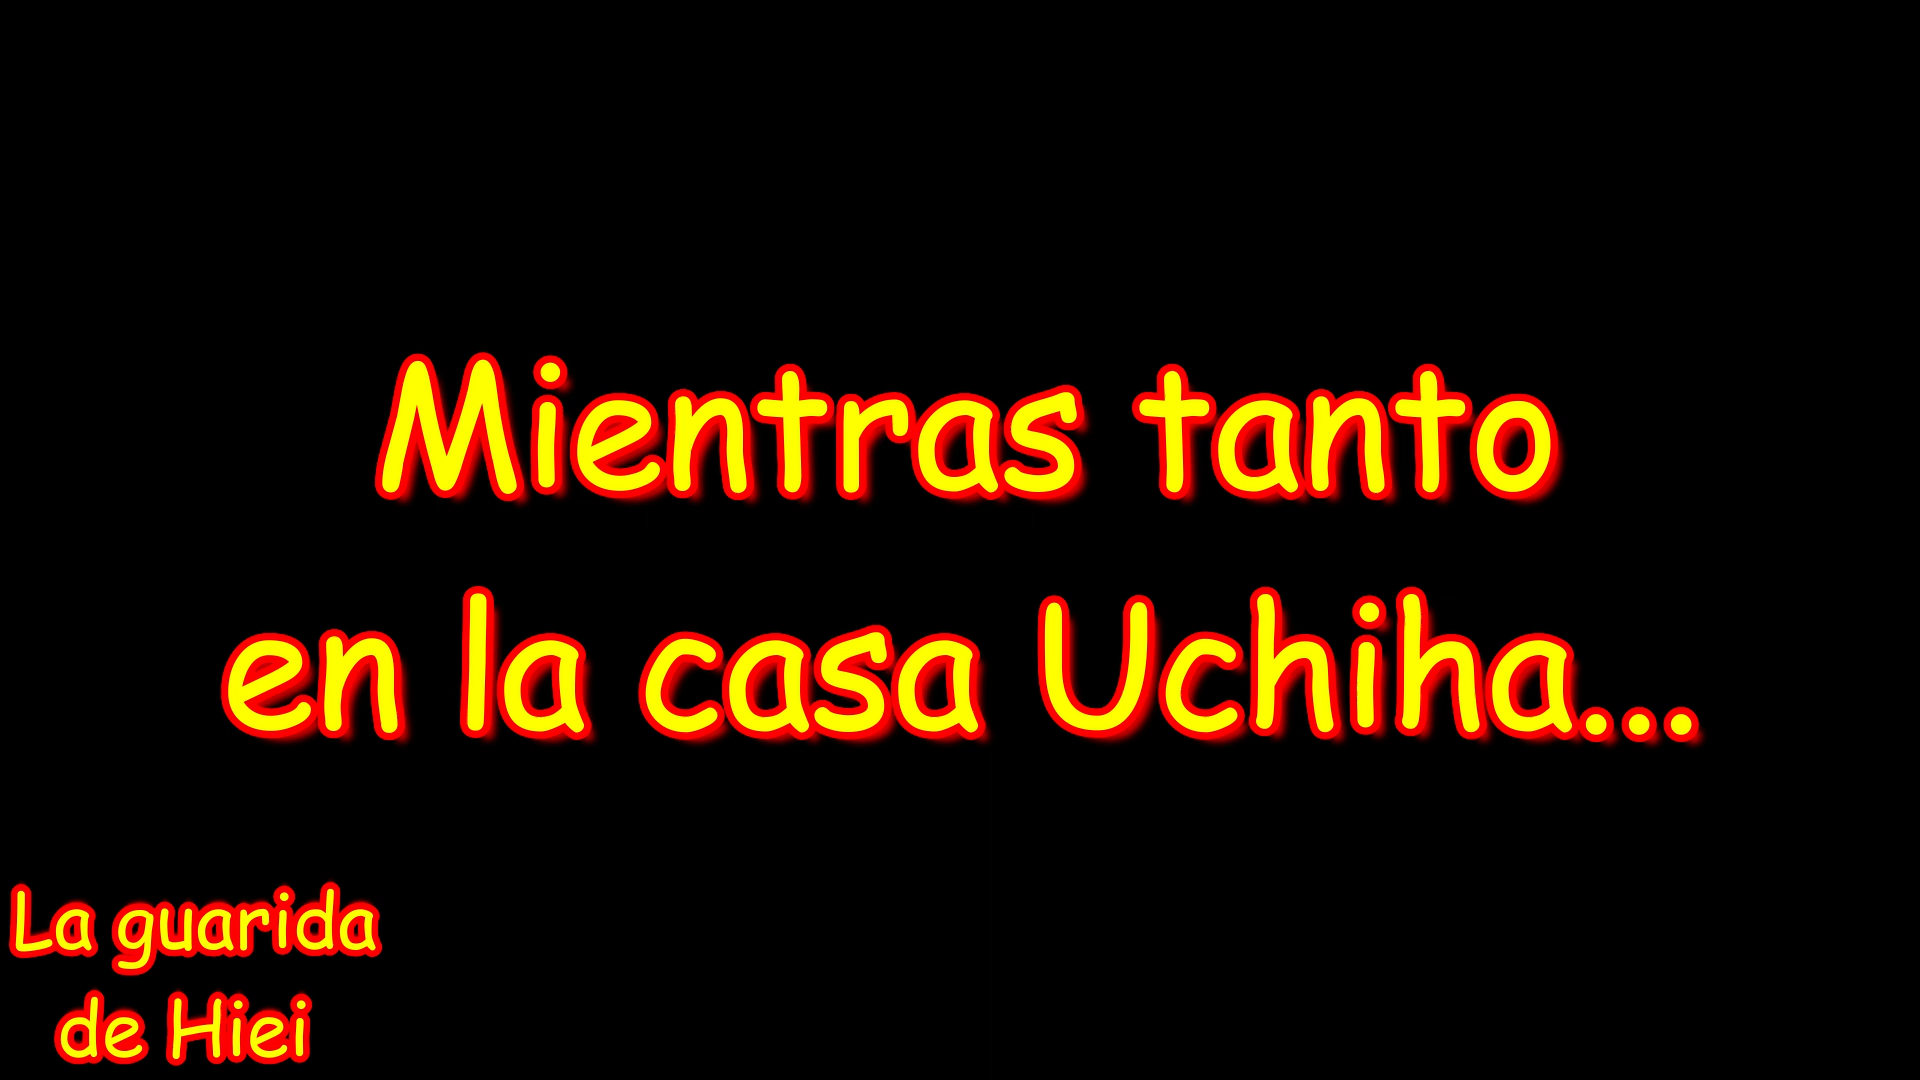 Mientras tanto
en la casa Uchiha...
La guarida
de Hiei